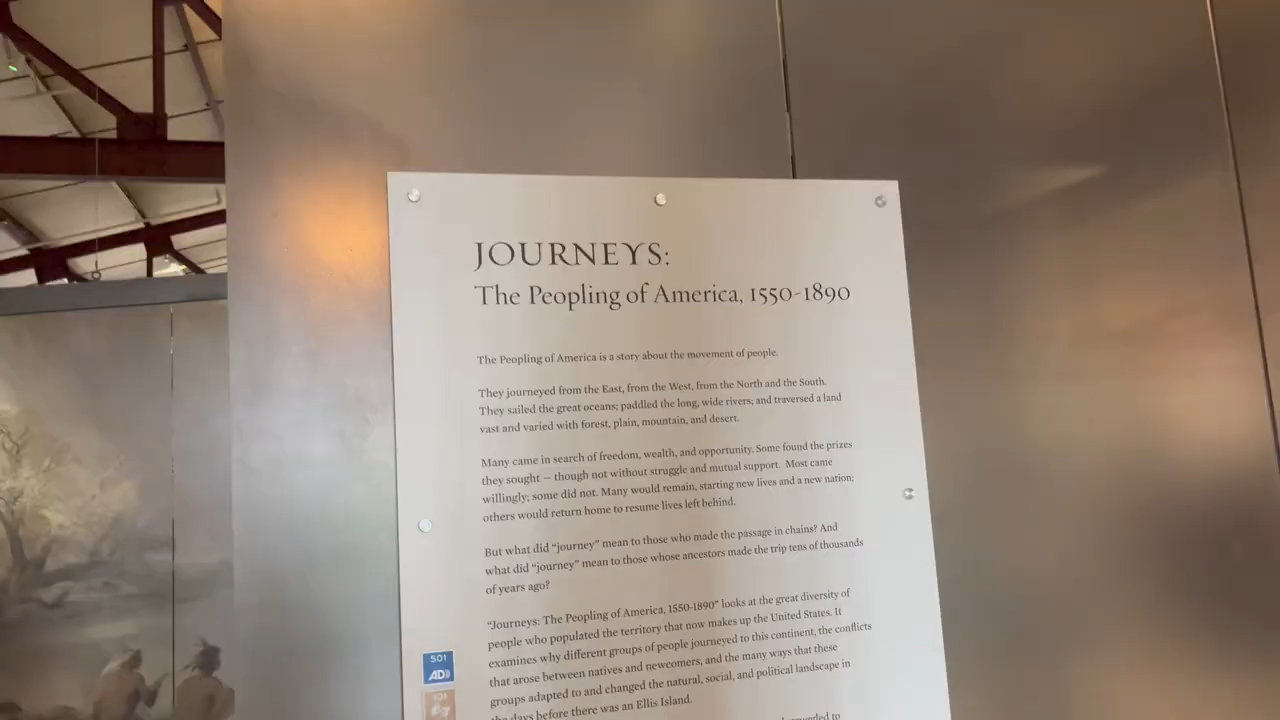 JOURNEYS:
The Peopling of America, 1550-1890
The Peopling of America is a story about the movement of people.
They journeyed from the East, from the West, from the North and the South.
They sailed the great oceans; paddled the long, wide rivers; and traversed a land
vast and varied with forest, plain, mountain, and desert.
Many came in search of freedom, wealth, and opportunity. Some found the prizes
they sought – though not without struggle and mutual support. Most came
willingly; some did not. Many would remain, starting new lives and a new nation;
others would return home to resume lives left behind.
But what did “journey” mean to those who made the passage in chains? And
what did “journey” mean to those whose ancestors made the trip tens of thousands
of years ago?
“Journeys: The Peopling of America, 1550-1890” looks at the great diversity of
people who populated the territory that now makes up the United States. It
examines why different groups of people journeyed to this continent, the conflicts
that arose between natives and newcomers, and the many ways that these
groups adapted to and changed the natural, social, and political landscape in
days before there was an Ellis Island.
to
501
AD